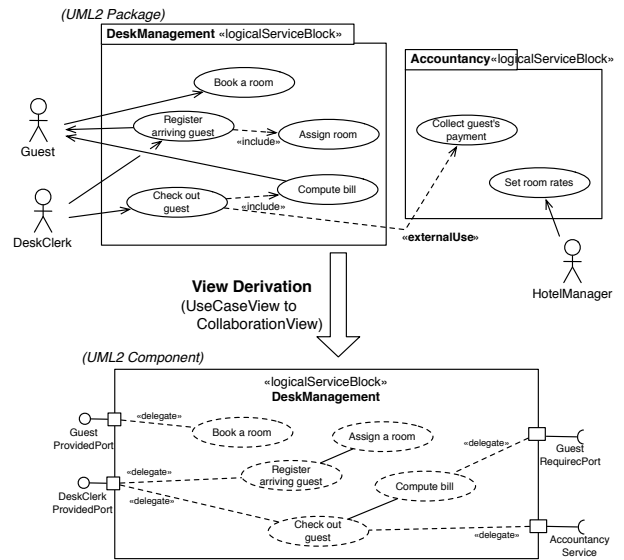 (UML2 Package)
DeskManagement «logicalServiceBlock»
Accountancy«logicalServiceBlock»
Book a room
Register
arriving guest
«include»
Assign room
Collect guest's
payment
Guest
Check out
guest
«include»
Compute bill
Set room rates
DeskClerk
«externalUse»
HotelManager
View Derivation
(UseCaseView to
CollaborationView)
(UML2 Component)
«logicalServiceBlock»
DeskManagement
«delegate»
Book a room
Assign a room
«delegate»
Guest
ProvidedPort
Guest
RequirecPort
«delegate»
Register
arriving guest
Compute bill
«delegate»
DeskClerk
ProvidedPort
Check out
guest
«delegate»
Accountancy
Service